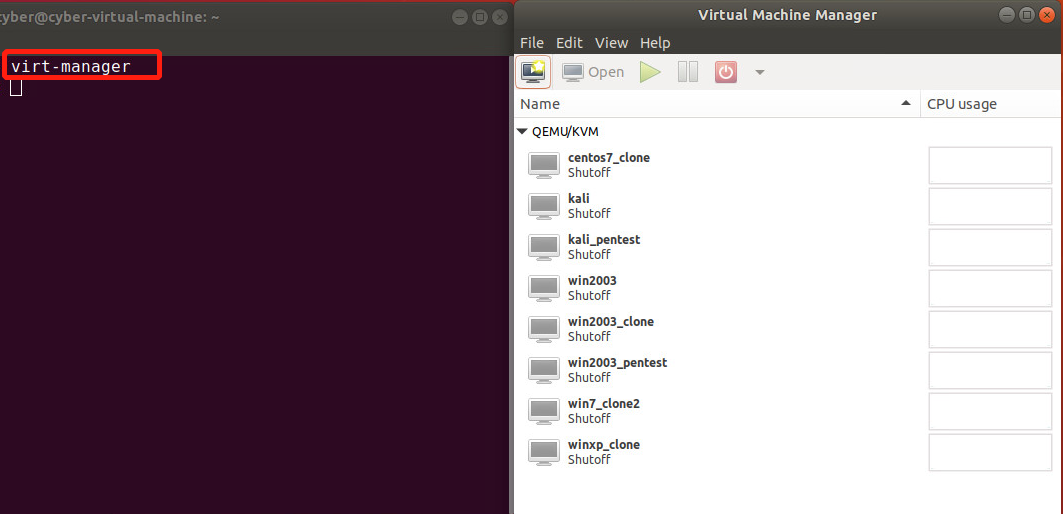 cyber@cyber-virtual-machine: ~
virt-manager
Virtual Machine Manager
File Edit View Help
Open
Name CPU usage
QEMU/KVM
centos7_clone
Shutoff
kali
Shutoff
kali_pentest
Shutoff
win2003
Shutoff
win2003_clone
Shutoff
win2003_pentest
Shutoff
win7_clone2
Shutoff
winxp_clone
Shutoff